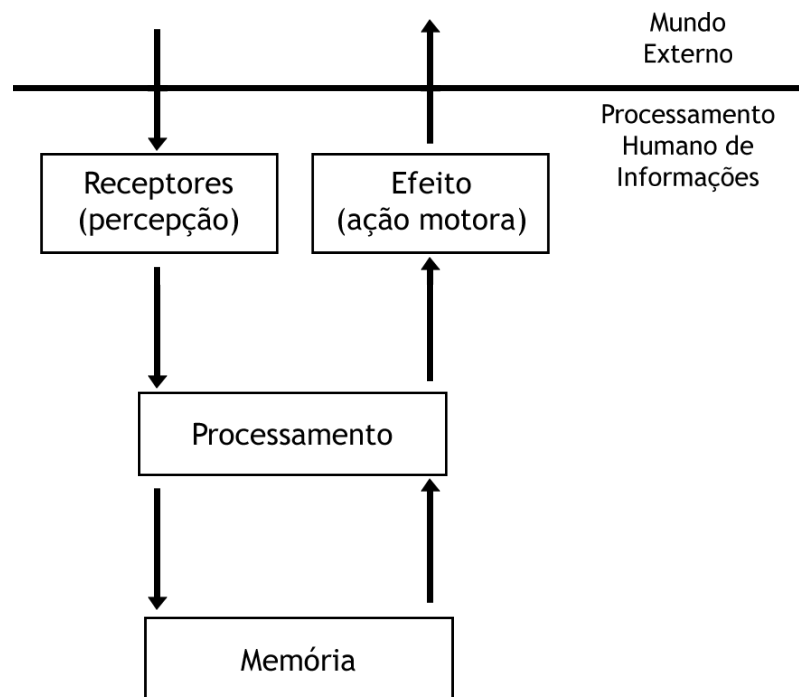 Mundo
Externo
Processamento
Humano de
Informações
Receptores
(percepção)
Efeito
(ação motora)
Processamento
Memória